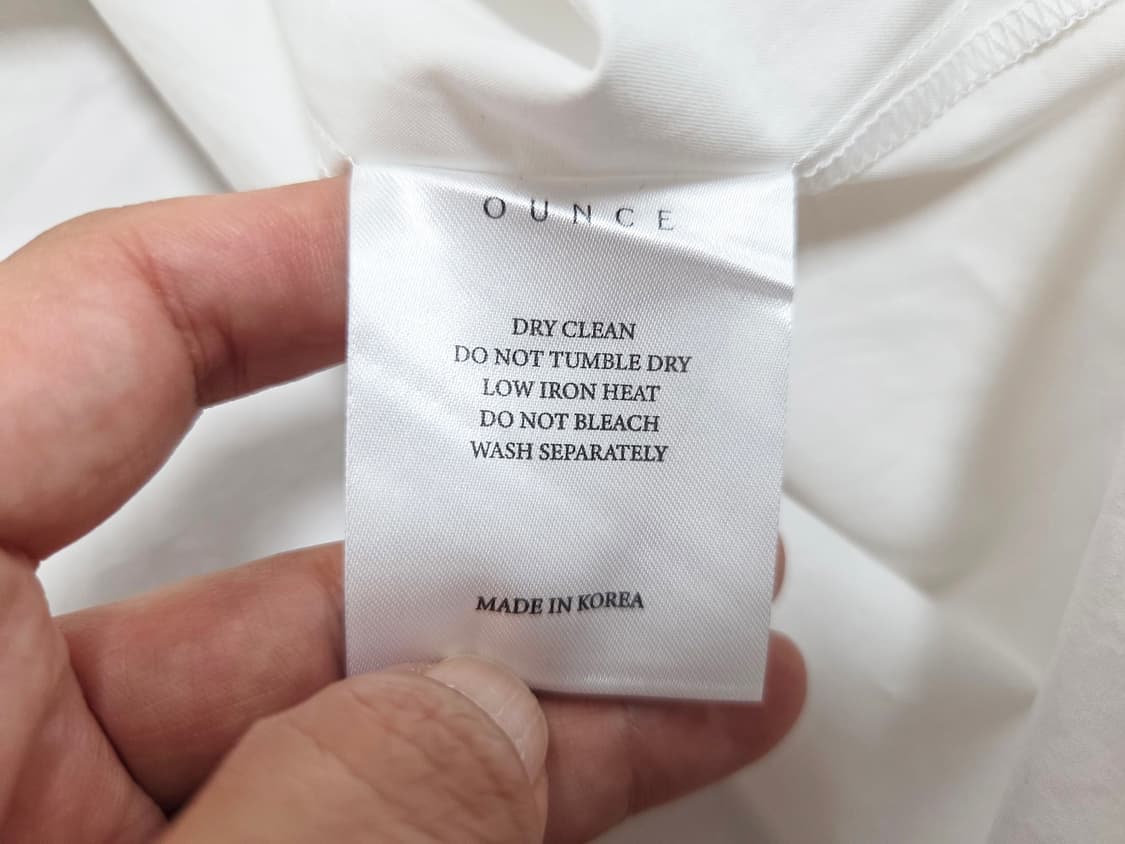 OUNCE
DRY CLEAN
DO NOT TUMBLE DRY
LOW IRON HEAT
DO NOT BLEACH
WASH SEPARATELY
MADE IN KOREA